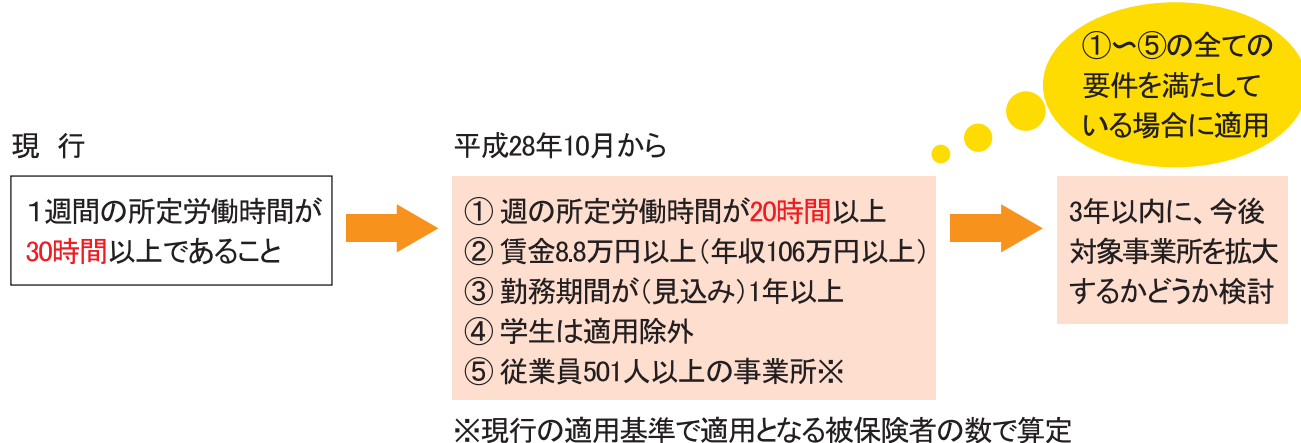 現 行
1週間の所定労働時間が
30時間以上であること
平成28年10月から
① 週の所定労働時間が20時間以上
② 賃金8.8万円以上(年収106万円以上)
③ 勤務期間が(見込み)1年以上
④ 学生は適用除外
⑤ 従業員501人以上の事業所※
※現行の適用基準で適用となる被保険者の数で算定
①〜⑤の全ての
要件を満たして
いる場合に適用
3年以内に、今後
対象事業所を拡大
するかどうか検討